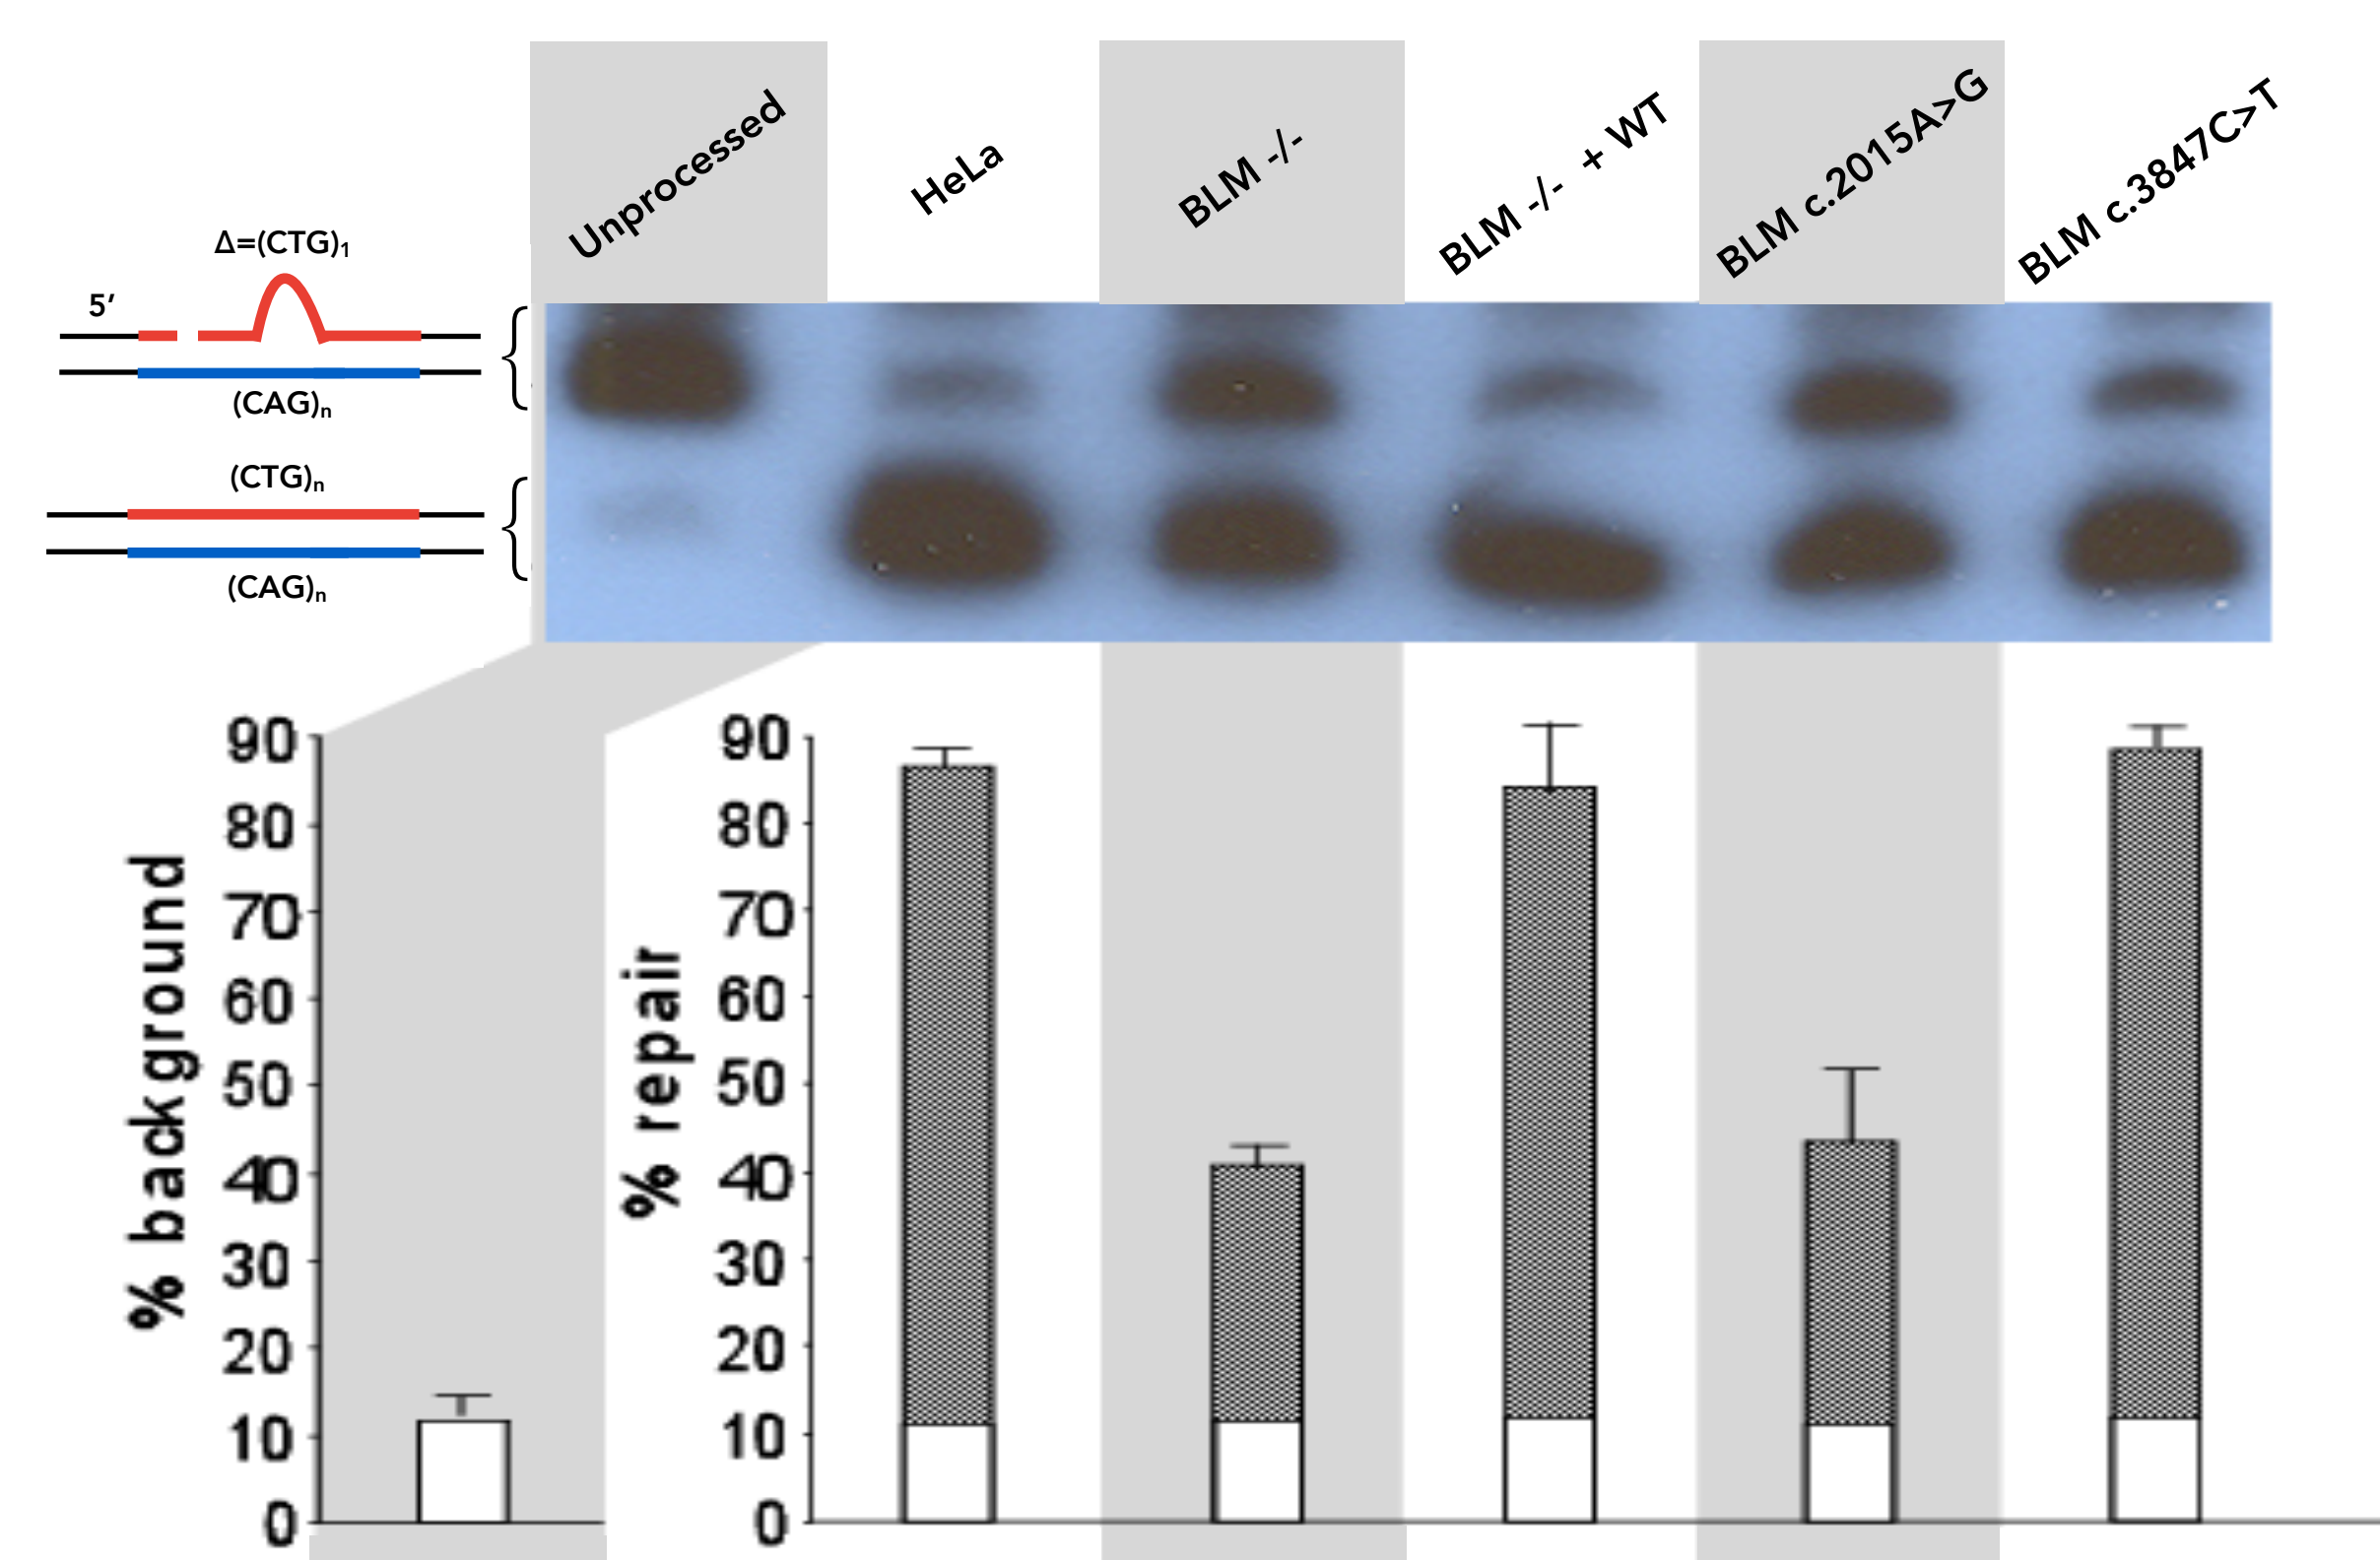 Unprocessed
HeLa
BLM -/-
BLM -/- + WT
BLM c.2015A>G
BLM c.3847C>T
Δ=(CTG)₁
5′
(CAG)ₙ
(CTG)ₙ
(CAG)ₙ
% background
90
80
70
60
50
40
30
20
10
0
% repair
90
80
70
60
50
40
30
20
10
0